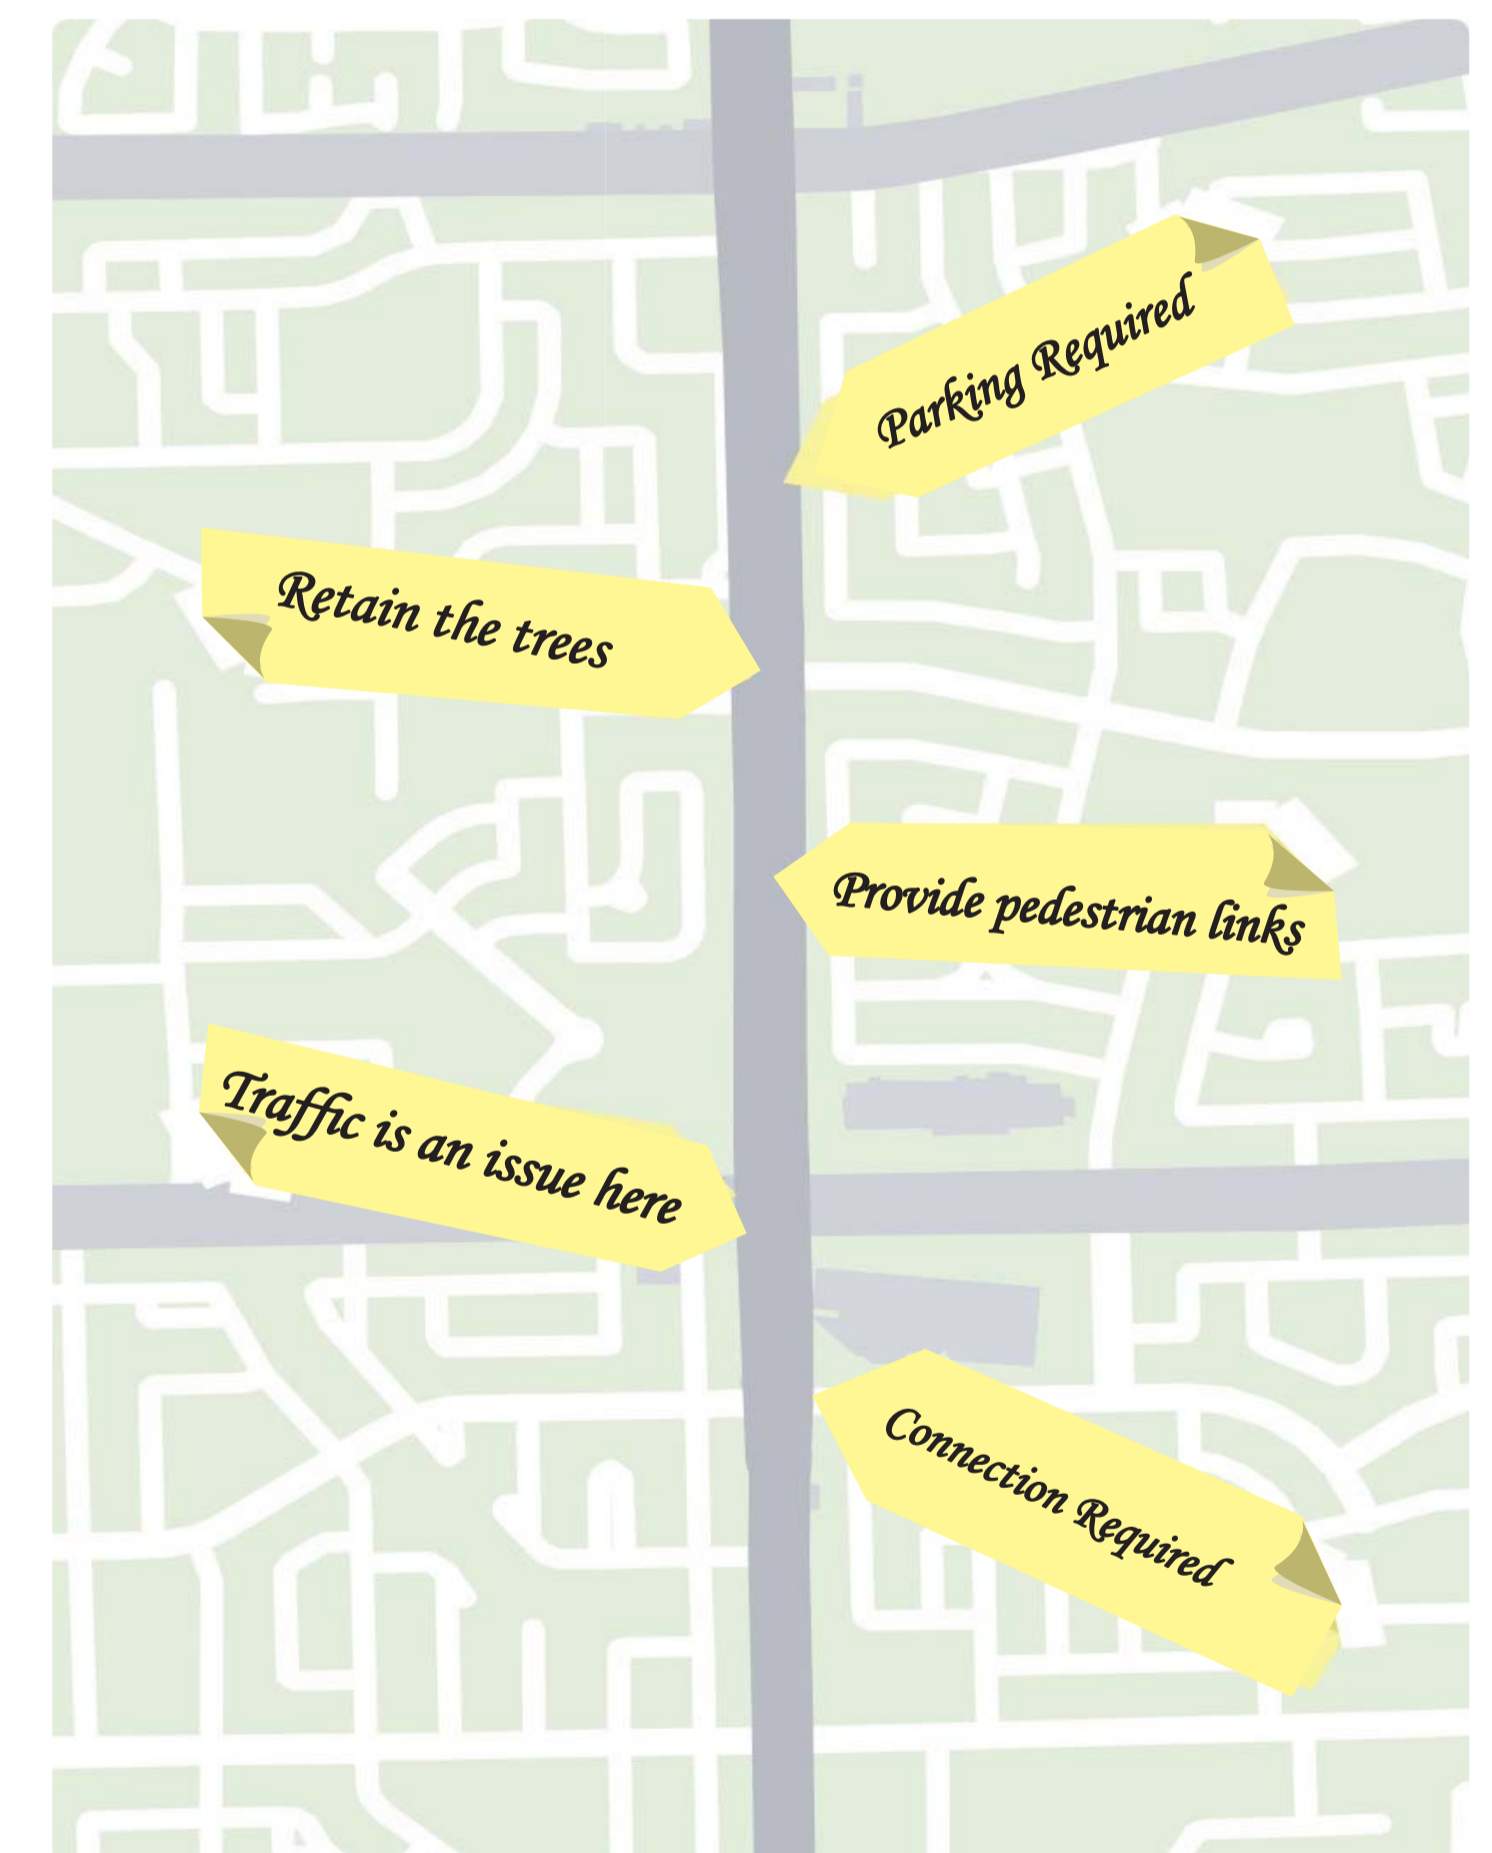 Parking Required
Retain the trees
Provide pedestrian links
Traffic is an issue here
Connection Required